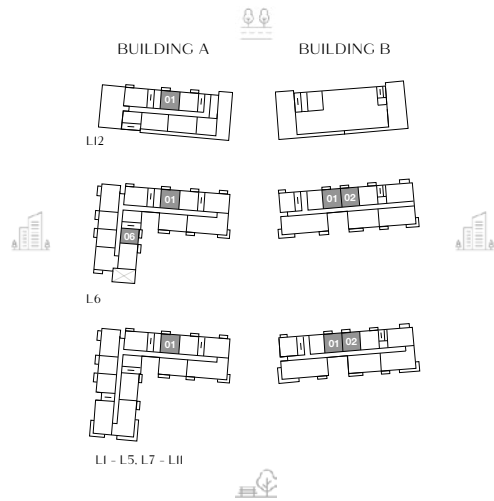 BUILDING A BUILDING B
01
L12
01 01 02
06
L6
01 01 02
L1 - L5, L7 - L11